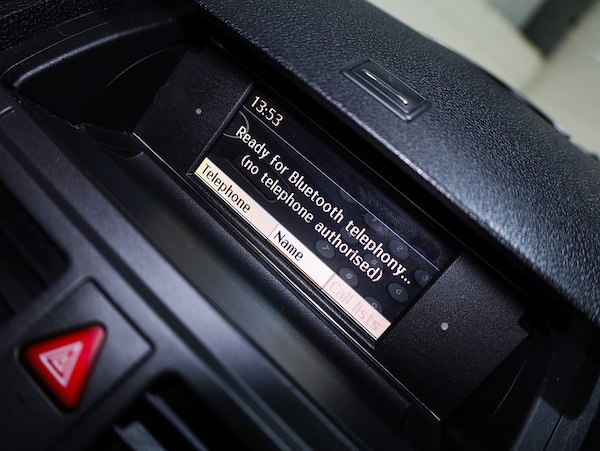 13:53
Ready for Bluetooth telephony...
(no telephone authorised)
Telephone
Name
Call lists